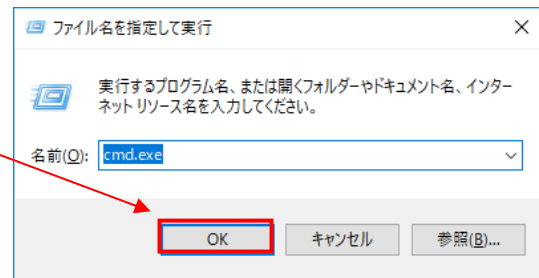 ファイル名を指定して実行
実行するプログラム名、または開くフォルダーやドキュメント名、インター
ネット リソース名を入力してください。
名前(O): cmd.exe
OK キャンセル 参照(B)...